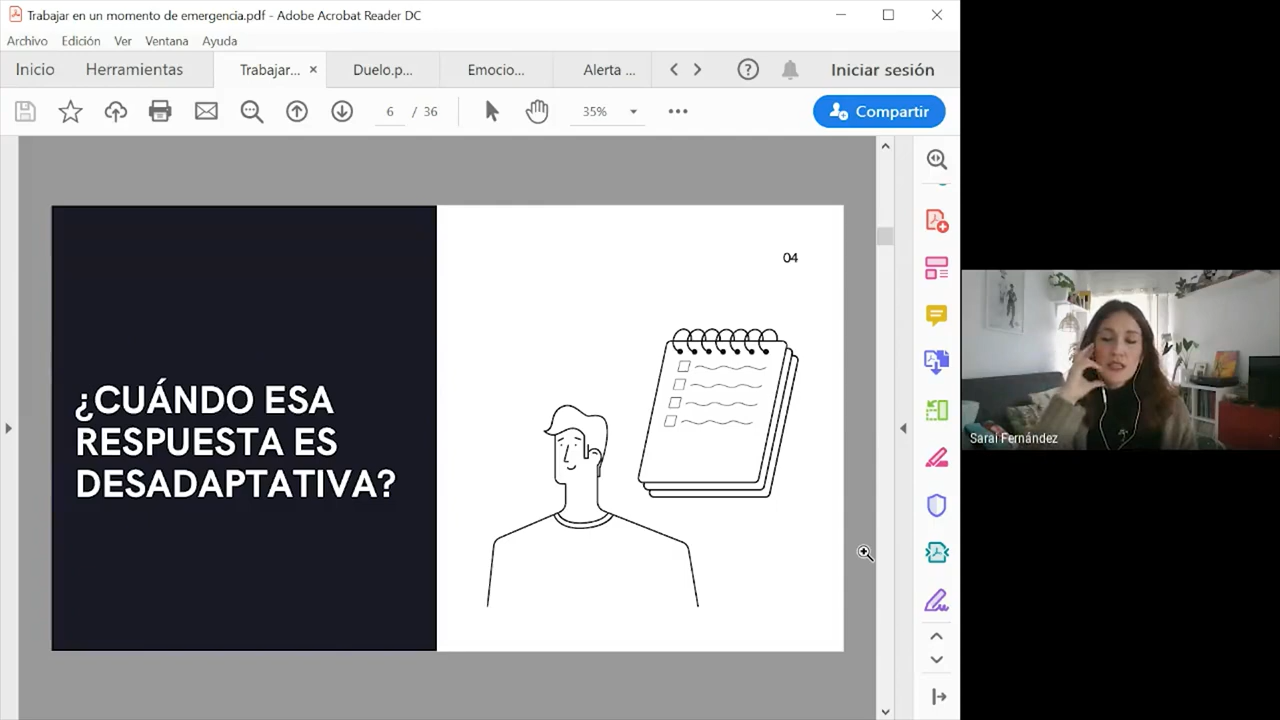 Trabajar en un momento de emergencia.pdf - Adobe Acrobat Reader DC
Archivo Edición Ver Ventana Ayuda
Inicio Herramientas Trabajar... × Duelo.p... Emocio... Alerta ... Iniciar sesión
6 / 36 35% Compartir
04
¿CUÁNDO ESA
RESPUESTA ES
DESADAPTATIVA?
Sarai Fernández